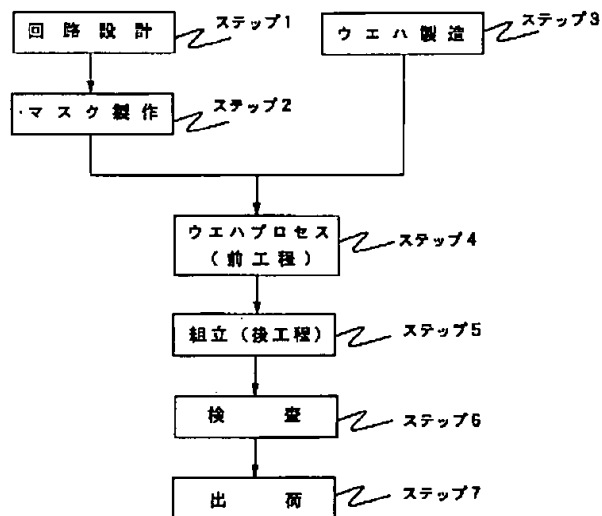 回路設計
ステップ1
ウエハ製造
ステップ3
マスク製作
ステップ2
ウエハプロセス
(前工程)
ステップ4
組立(後工程)
ステップ5
検査
ステップ6
出荷
ステップ7